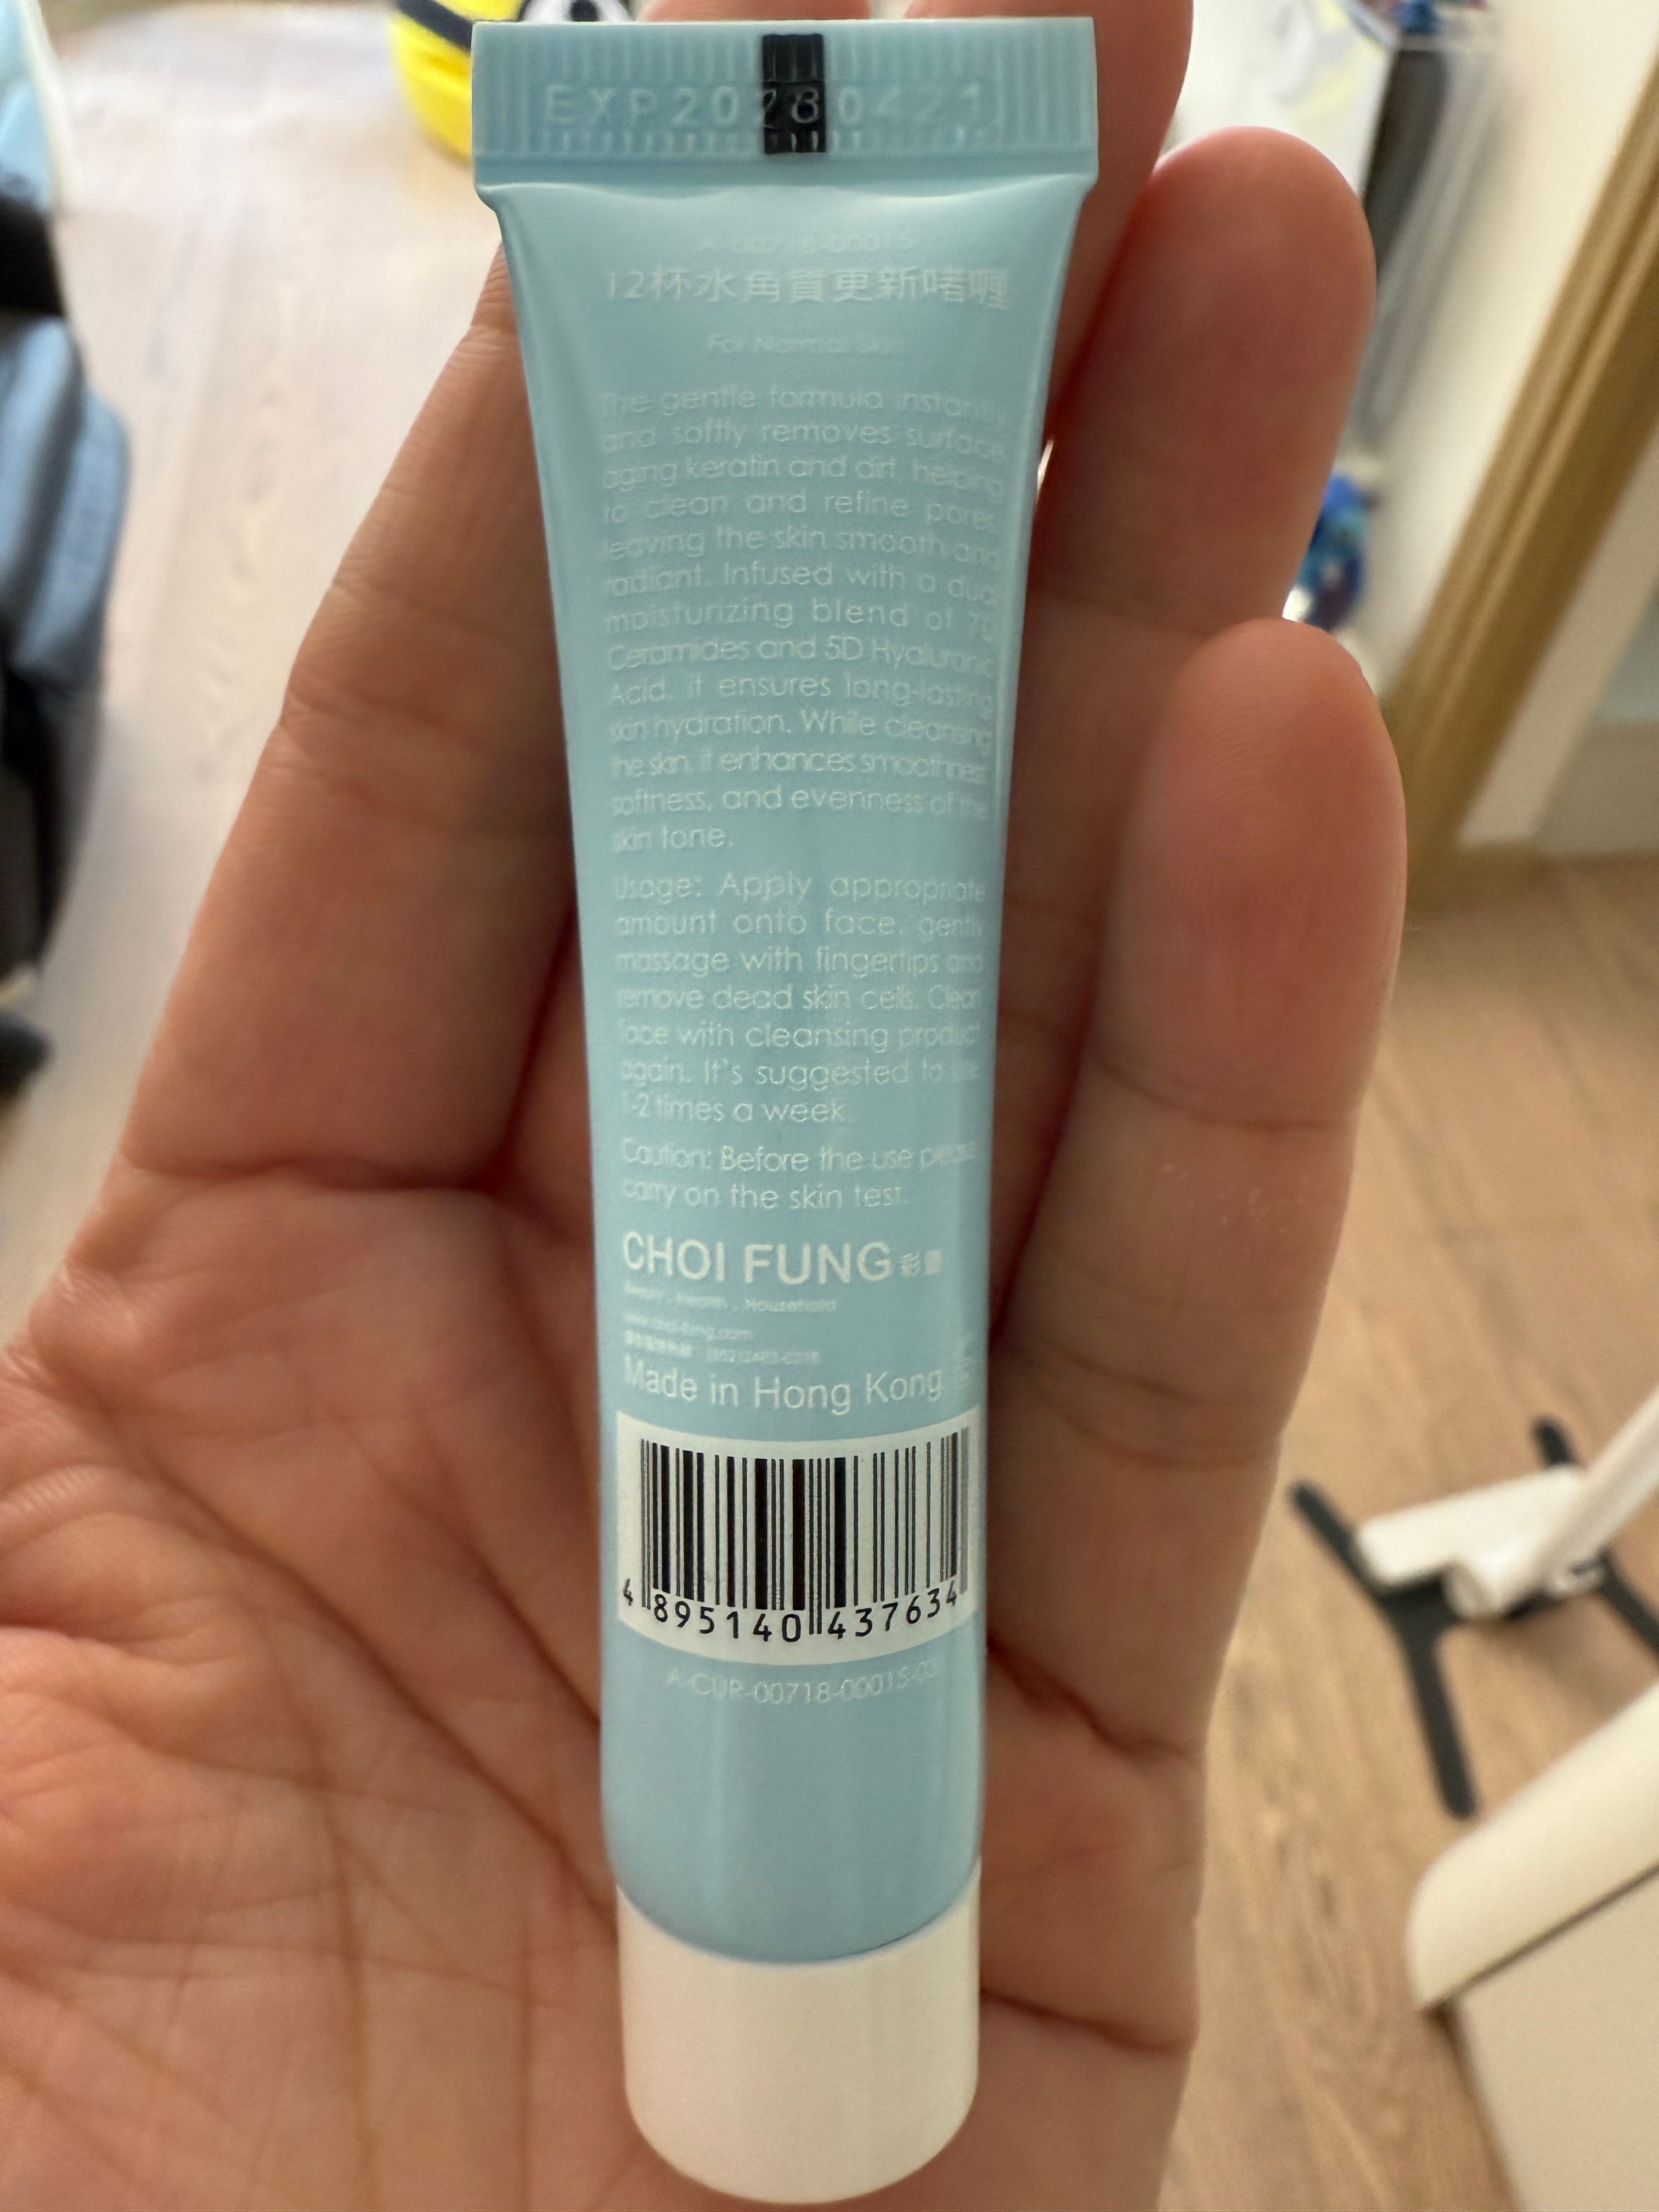 EXP20280421
A-00718-00015
12杯水角質更新啫喱
For Normal Skin
The gentle formula instantly
and softly removes surface
aging keratin and dirt, helping
to clean and refine pores,
leaving the skin smooth and
radiant. Infused with a dual
moisturizing blend of 7D
Ceramides and 5D Hyaluronic
Acid, it ensures long-lasting
skin hydration. While cleansing
the skin, it enhances smoothness,
softness, and evenness of the
skin tone.
Usage: Apply appropriate
amount onto face, gently
massage with fingertips and
remove dead skin cells. Clean
face with cleansing product
again. It's suggested to use
1-2 times a week.
Caution: Before the use please
carry on the skin test.
CHOI FUNG 彩
Beauty . Health . Household
www.choi-fung.com
Made in Hong Kong
4 895140 437634
A-CUR-00718-00015-03